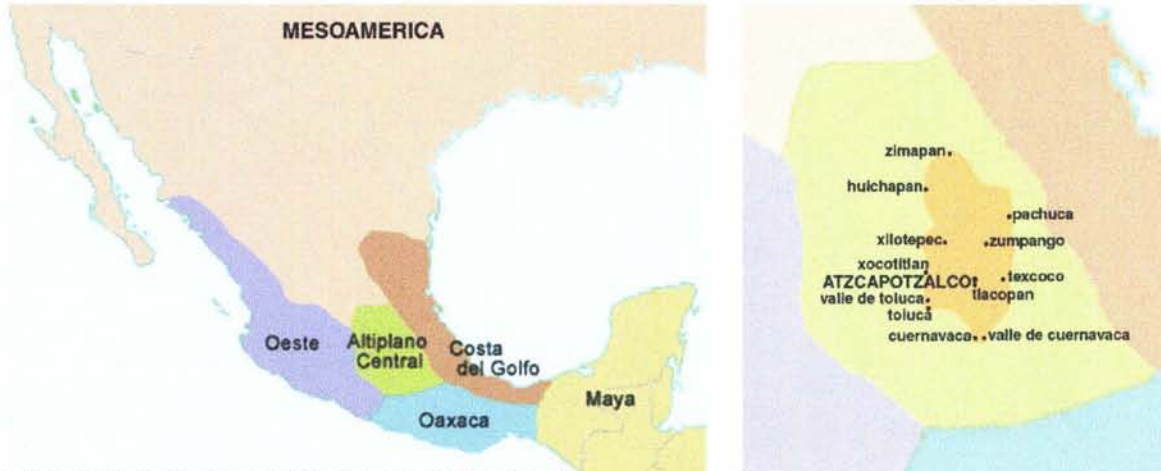 MESOAMERICA
Oeste
Altiplano
Central
Costa
del Golfo
Oaxaca
Maya
zimapan
huichapan
pachuca
xilotepec
zumpango
xocotitlan
ATZCAPOTZALCO
texcoco
tlacopan
valle de toluca
toluca
cuernavaca
valle de cuernavaca